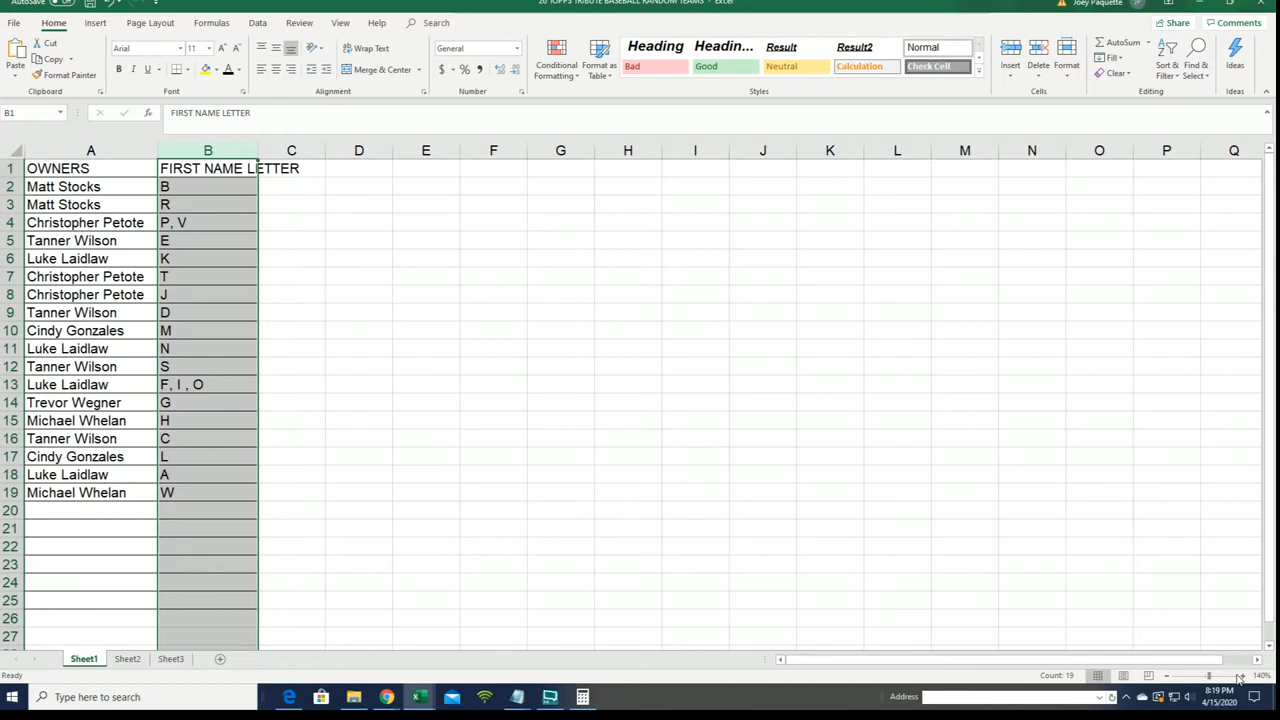 AutoSave Off 20 TOPPS TRIBUTE BASEBALL RANDOM TEAMS - Excel Joey Paquette JP
File Home Insert Page Layout Formulas Data Review View Help Search Share Comments
Cut Arial 11 A A Wrap Text General Heading Headin... Result Result2 Normal AutoSum
Copy Fill
Paste Format Painter B I U A Merge & Center $ % , Conditional Formatting Format as Table Bad Good Neutral Calculation Check Cell Insert Delete Format Clear Sort & Filter Find & Select Ideas
Clipboard Font Alignment Number Styles Cells Editing Ideas
B1 fx FIRST NAME LETTER
A B C D E F G H I J K L M N O P Q
1 OWNERS FIRST NAME LETTER
2 Matt Stocks B
3 Matt Stocks R
4 Christopher Petote P, V
5 Tanner Wilson E
6 Luke Laidlaw K
7 Christopher Petote T
8 Christopher Petote J
9 Tanner Wilson D
10 Cindy Gonzales M
11 Luke Laidlaw N
12 Tanner Wilson S
13 Luke Laidlaw F, I , O
14 Trevor Wegner G
15 Michael Whelan H
16 Tanner Wilson C
17 Cindy Gonzales L
18 Luke Laidlaw A
19 Michael Whelan W
20
21
22
23
24
25
26
27
Sheet1 Sheet2 Sheet3
Ready Count: 19 140%
Type here to search Address 8:19 PM
4/15/2020